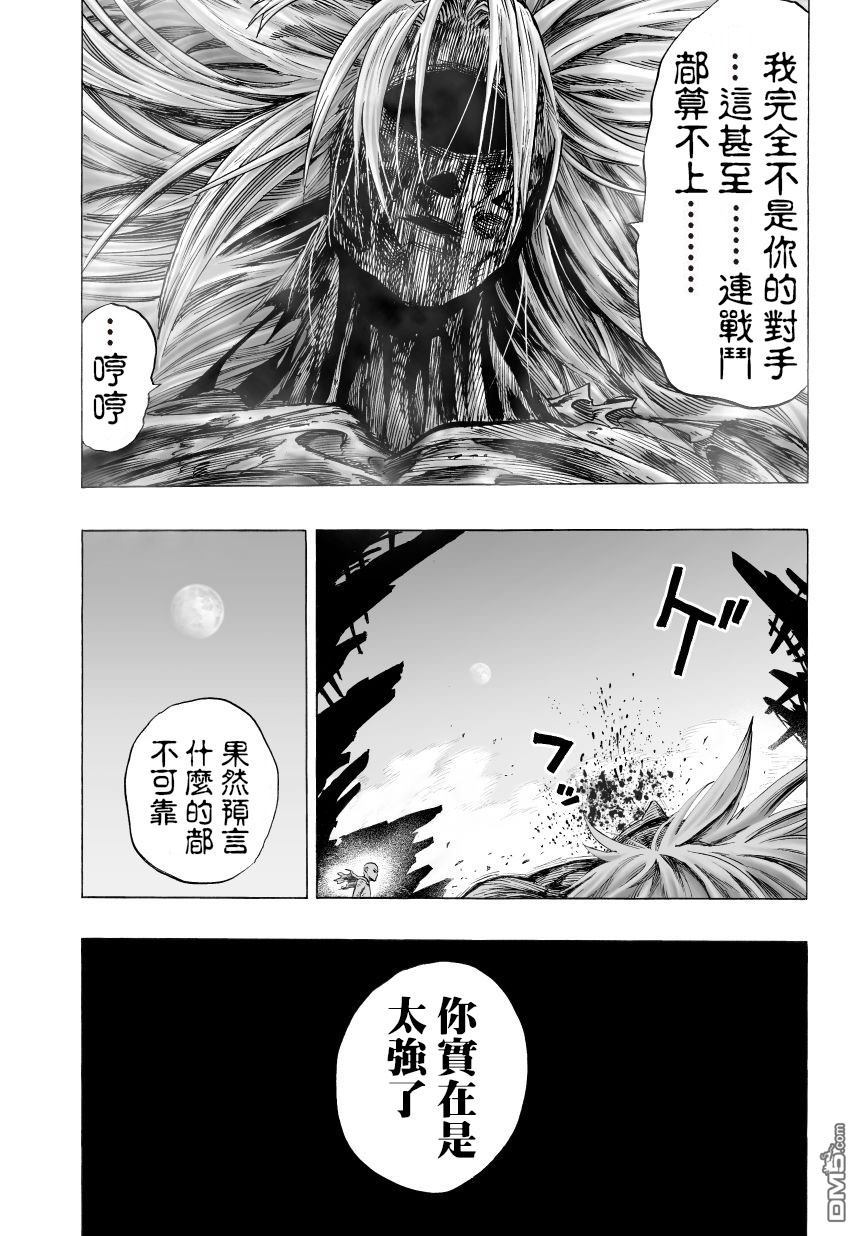 我完全不是你的對手
…這甚至……連戰鬥
都算不上………
…哼哼
ゲ〃
ブッ
果然預言
什麼的都
不可靠
你實在是
太強了
DM5.com